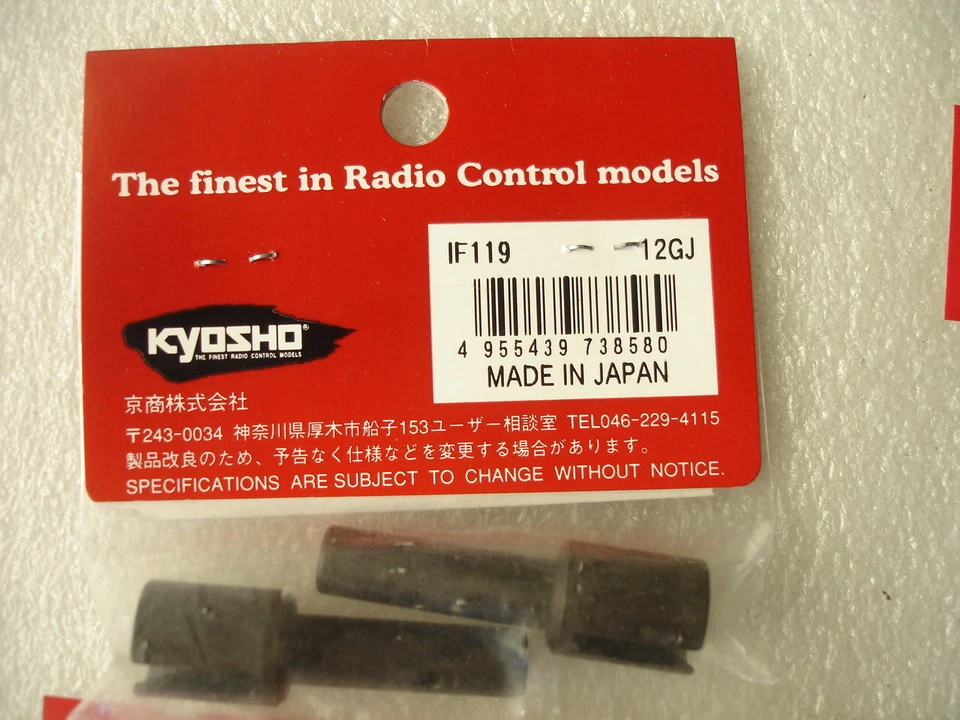 The finest in Radio Control models
IF119 12GJ
4 955439 738580
MADE IN JAPAN
KYOSHO®
THE FINEST RADIO CONTROL MODELS
京商株式会社
〒243-0034 神奈川県厚木市船子153ユーザー相談室 TEL046-229-4115
製品改良のため、予告なく仕様などを変更する場合があります。
SPECIFICATIONS ARE SUBJECT TO CHANGE WITHOUT NOTICE.